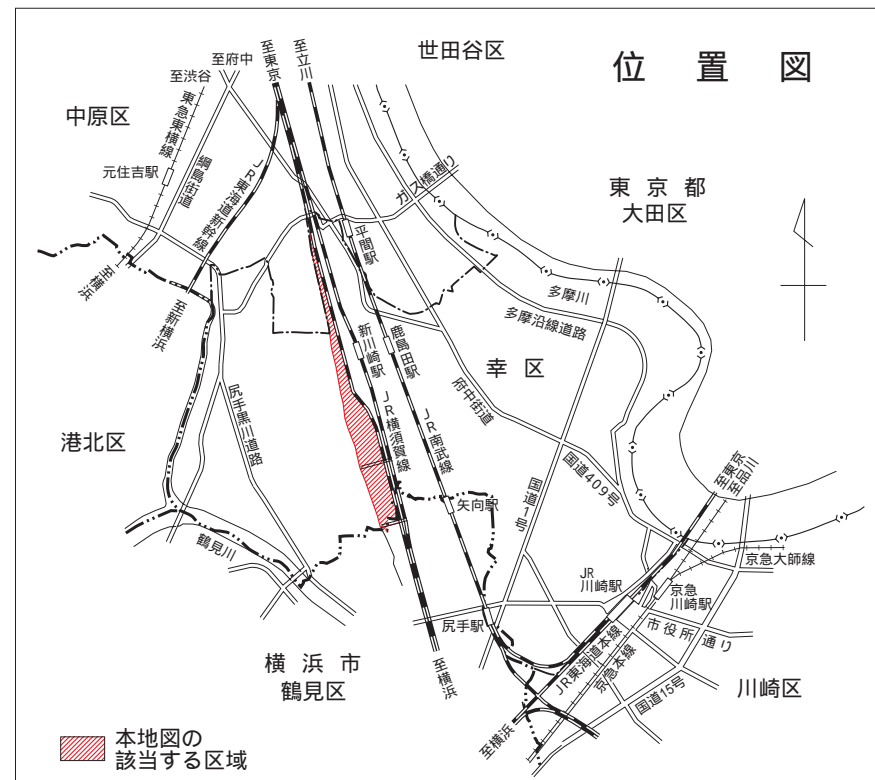 位置図
世田谷区
至府中
至渋谷
至東京
至立川
中原区
東急東横線
元住吉駅
綱島街道
JR東海道新幹線
ガス橋通り
東京都
大田区
平間駅
至横浜
至新横浜
多摩川
多摩沿線道路
新川崎駅
鹿島田駅
幸区
府中街道
港北区
尻手黒川道路
JR横須賀線
JR南武線
国道1号
国道409号
至東京
至品川
矢向駅
鶴見川
京急大師線
JR
川崎駅
京急
川崎駅
尻手駅
市役所通り
横浜市
鶴見区
至横浜
JR東海道本線
京急本線
国道15号
川崎区
至横浜
本地図の
該当する区域